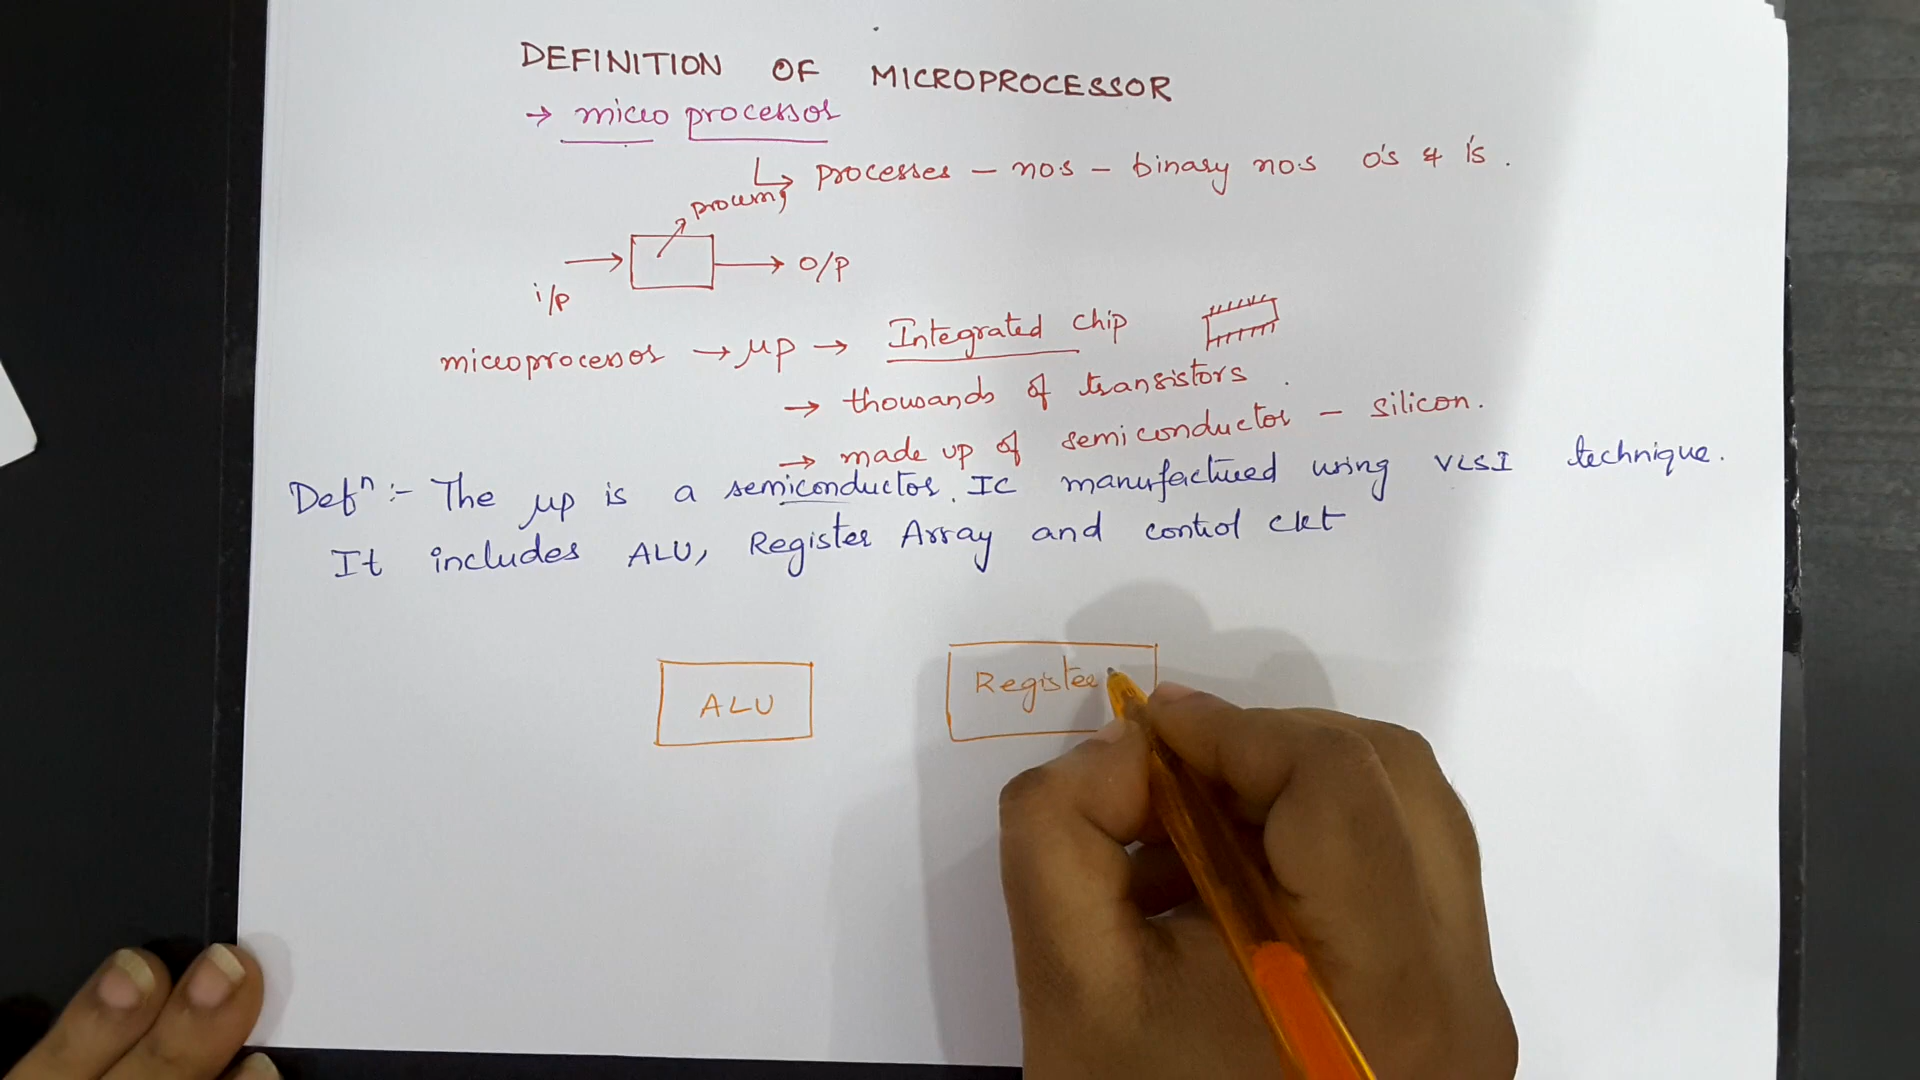 DEFINITION OF MICROPROCESSOR
→ micro processor
↳ processes – nos – binary nos 0's & 1's .
processing
i/p
O/P
microprocessor → μp → Integrated chip
→ thousands of transistors .
→ made up of semiconductor – silicon.
Defⁿ :- The μp is a semiconductor. IC manufactured using VLSI technique.
It includes ALU, Register Array and control ckt
ALU
Register